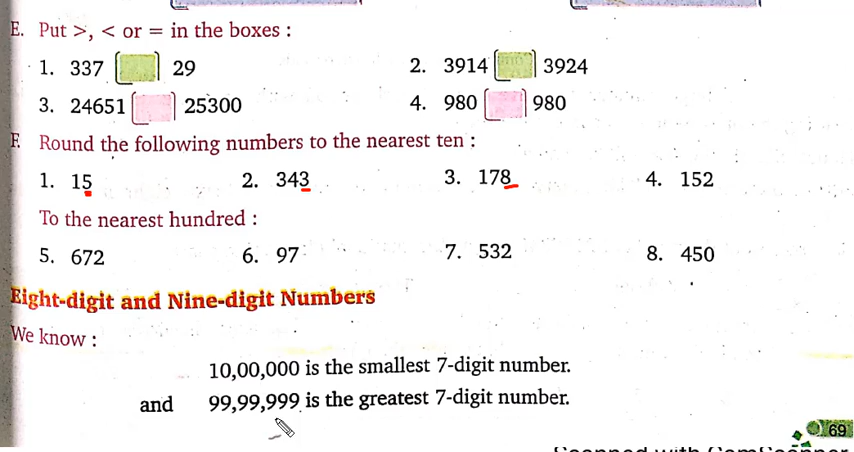 E. Put >, < or = in the boxes :
1. 337 29 2. 3914 3924
3. 24651 25300 4. 980 980
F. Round the following numbers to the nearest ten :
1. 15 2. 343 3. 178 4. 152
To the nearest hundred :
5. 672 6. 97 7. 532 8. 450
Eight-digit and Nine-digit Numbers
We know :
10,00,000 is the smallest 7-digit number.
and 99,99,999 is the greatest 7-digit number.
69